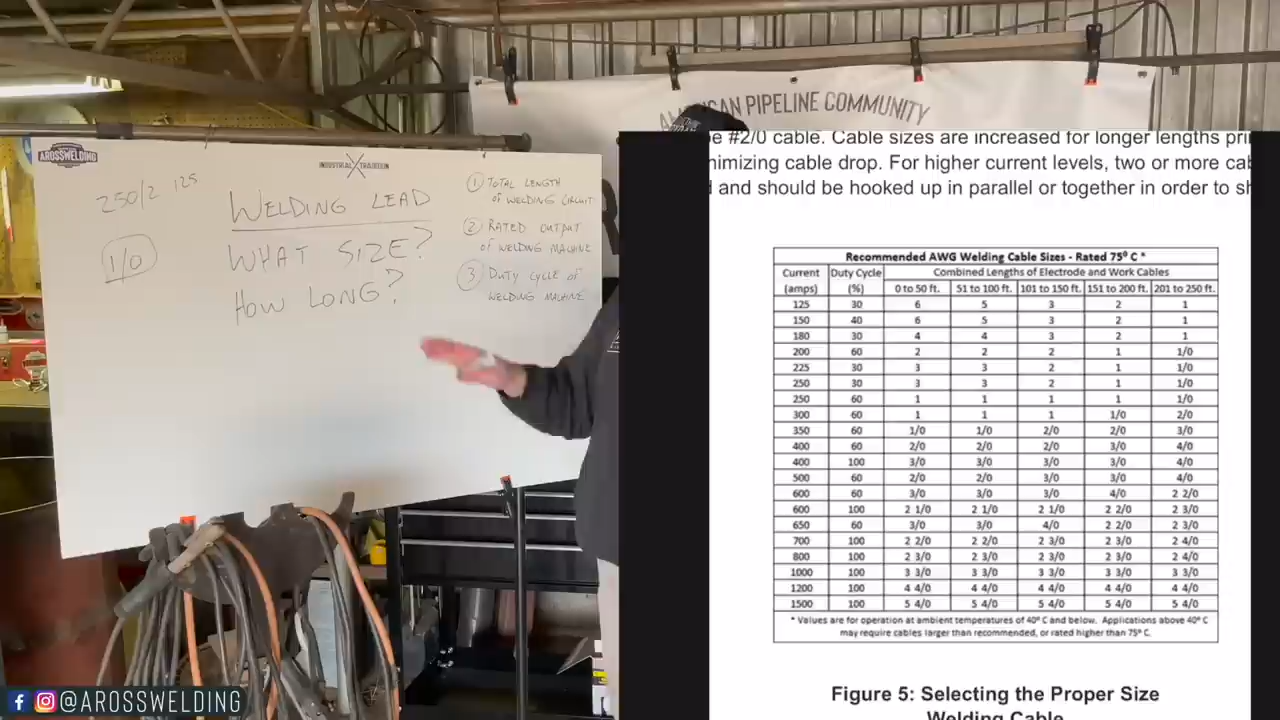 AROSSWELDING
INDUSTRIAL
250/2 125
1/0
WELDING LEAD
WHAT SIZE?
HOW LONG?
① TOTAL LENGTH
OF WELDING CIRCUIT
② RATED OUTPUT
OF WELDING MACHINE
③ DUTY CYCLE OF
WELDING MACHINE
CAN PIPELINE COMMUNITY
#2/0 cable. Cable sizes are increased for longer lengths
cable drop. For higher current levels, two or more
and should be hooked up in parallel or together in order to
Recommended AWG Welding Cable Sizes - Rated 75⁰ C *
Current (amps) Duty Cycle (%) Combined Lengths of Electrode and Work Cables
0 to 50 ft. 51 to 100 ft. 101 to 150 ft. 151 to 200 ft. 201 to 250 ft.
125 30 6 5 3 2 1
150 40 6 5 3 2 1
180 30 4 4 3 2 1
200 60 2 2 2 1 1/0
225 30 3 3 2 1 1/0
250 30 3 3 2 1 1/0
250 60 1 1 1 1 1/0
300 60 1 1 1 1/0 2/0
350 60 1/0 1/0 2/0 2/0 3/0
400 60 2/0 2/0 2/0 3/0 4/0
400 100 3/0 3/0 3/0 3/0 4/0
500 60 2/0 2/0 3/0 3/0 4/0
600 60 3/0 3/0 3/0 4/0 2 2/0
600 100 2 1/0 2 1/0 2 1/0 2 2/0 2 3/0
650 60 3/0 3/0 4/0 2 2/0 2 3/0
700 100 2 2/0 2 2/0 2 3/0 2 3/0 2 4/0
800 100 2 3/0 2 3/0 2 3/0 2 3/0 2 4/0
1000 100 3 3/0 3 3/0 3 3/0 3 3/0 3 3/0
1200 100 4 4/0 4 4/0 4 4/0 4 4/0 4 4/0
1500 100 5 4/0 5 4/0 5 4/0 5 4/0 5 4/0
* Values are for operation at ambient temperatures of 40⁰ C and below. Applications above 40⁰ C
may require cables larger than recommended, or rated higher than 75⁰ C.
Figure 5: Selecting the Proper Size
Welding Cable
@AROSSWELDING